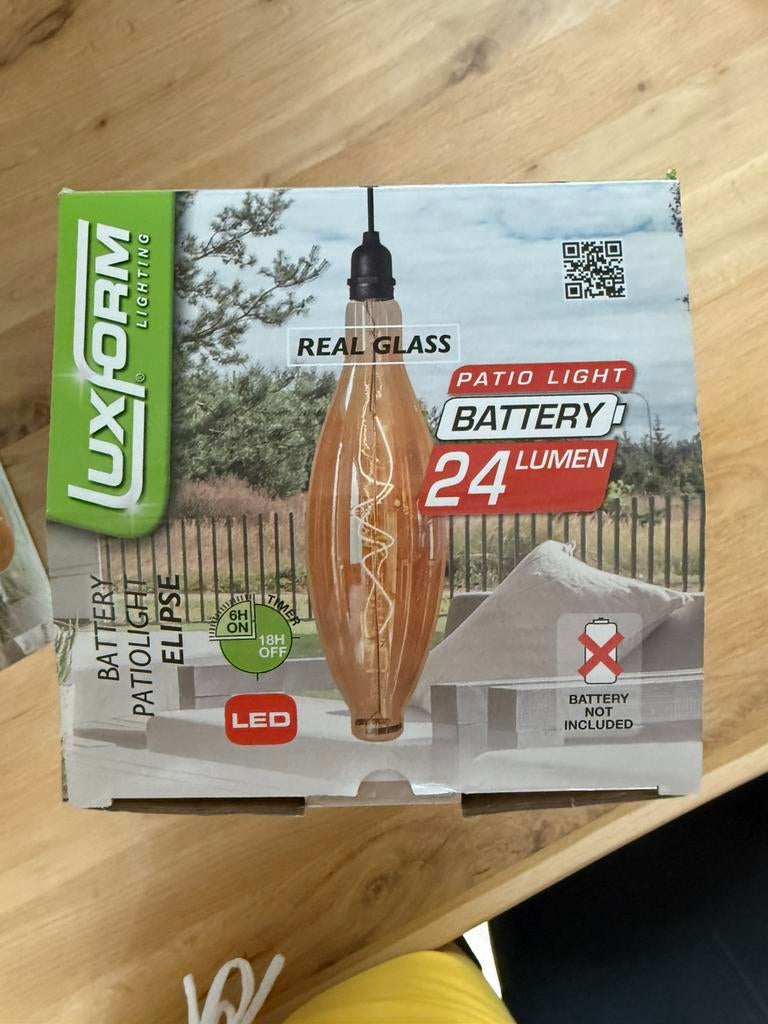 LUXFORM®
LIGHTING
REAL GLASS
PATIO LIGHT
BATTERY
24 LUMEN
BATTERY
PATIOLIGHT
ELIPSE
TIMER
6H
ON
18H
OFF
LED
BATTERY
NOT
INCLUDED